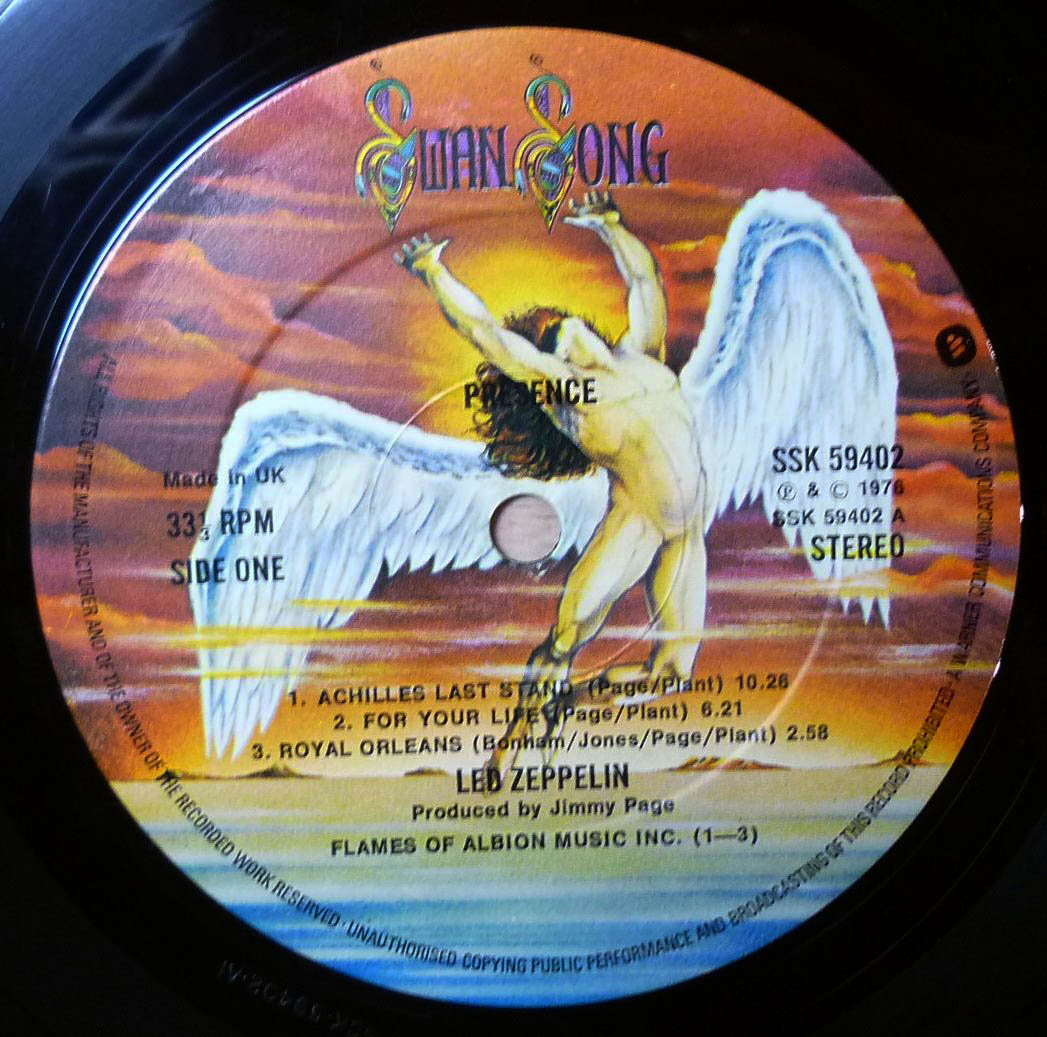 SWAN SONG
PRESENCE
Made in UK
33⅓ RPM
SIDE ONE
SSK 59402
℗ & © 1976
SSK 59402 A
STEREO
1. ACHILLES LAST STAND (Page/Plant) 10.26
2. FOR YOUR LIFE (Page/Plant) 6.21
3. ROYAL ORLEANS (Bonham/Jones/Page/Plant) 2.58
LED ZEPPELIN
Produced by Jimmy Page
FLAMES OF ALBION MUSIC INC. (1—3)
ALL RIGHTS OF THE MANUFACTURER AND OF THE OWNER OF THE RECORDED WORK RESERVED · UNAUTHORISED COPYING PUBLIC PERFORMANCE AND BROADCASTING OF THIS RECORD PROHIBITED · A WARNER COMMUNICATIONS COMPANY ·